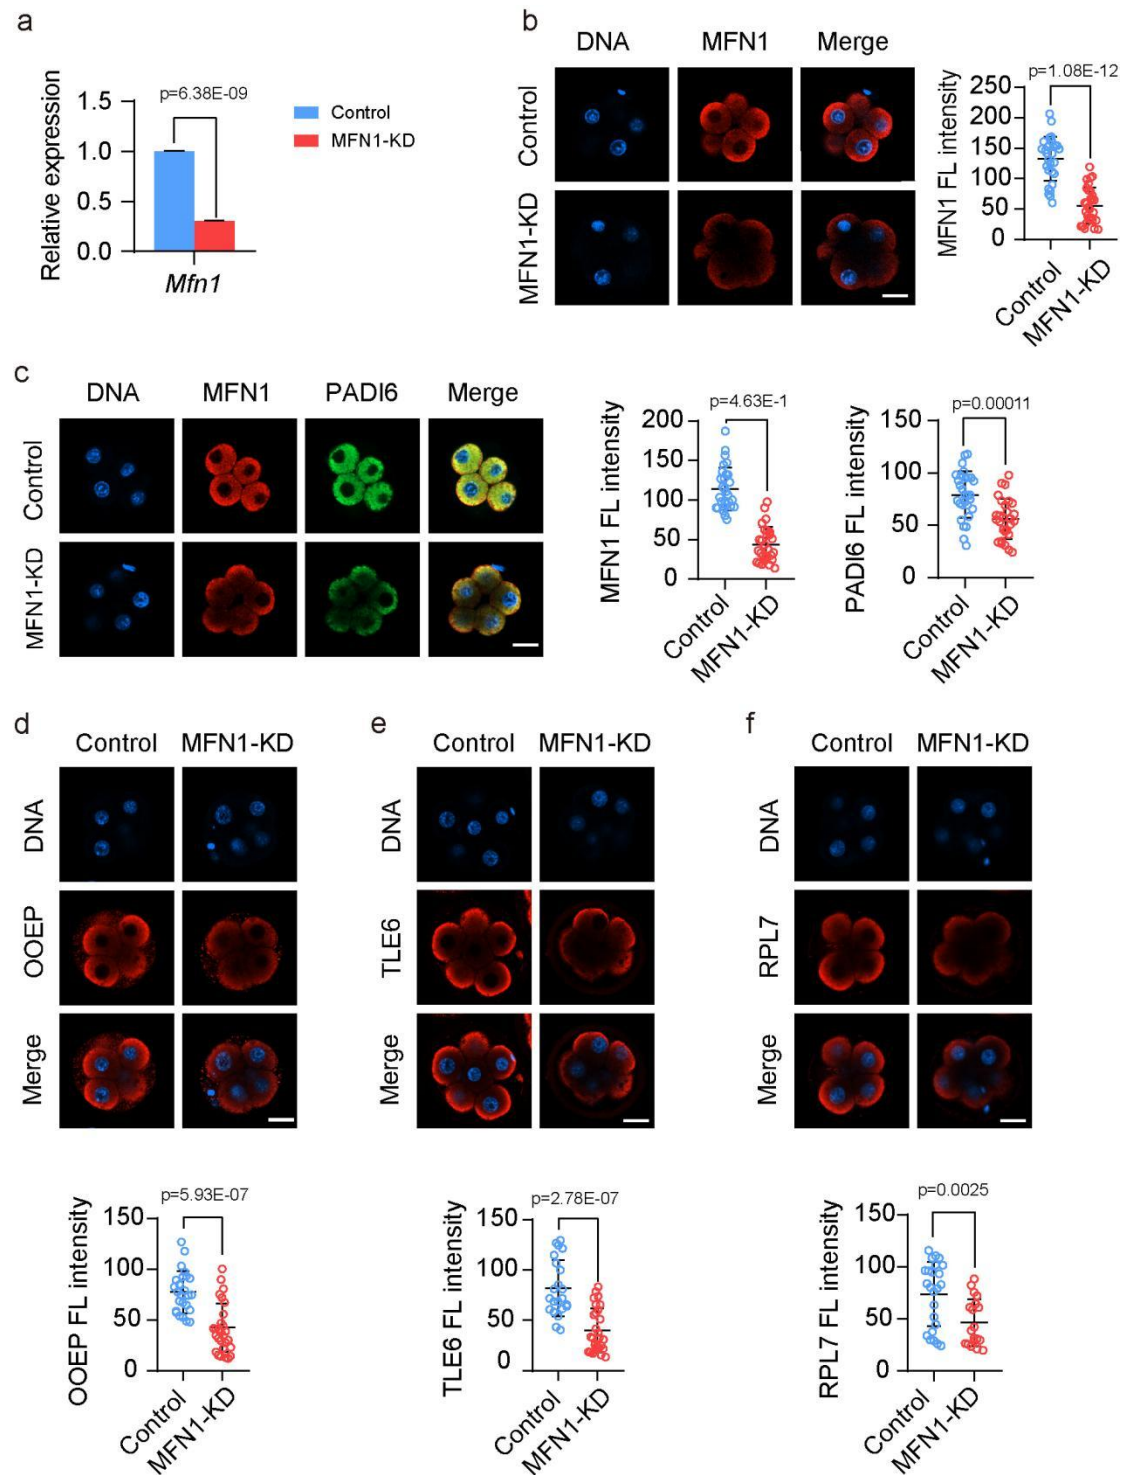 a
Relative expression
1.5
1.0
0.5
0.0
p=6.38E-09
Mfn1
Control
MFN1-KD
b
DNA
MFN1
Merge
Control
MFN1-KD
MFN1 FL intensity
250
200
150
100
50
0
p=1.08E-12
Control
MFN1-KD
c
DNA
MFN1
PADI6
Merge
Control
MFN1-KD
MFN1 FL intensity
200
150
100
50
0
p=4.63E-1
Control
MFN1-KD
PADI6 FL intensity
150
100
50
0
p=0.00011
Control
MFN1-KD
d
Control
MFN1-KD
DNA
OOEP
Merge
OOEP FL intensity
150
100
50
0
p=5.93E-07
Control
MFN1-KD
e
Control
MFN1-KD
DNA
TLE6
Merge
TLE6 FL intensity
150
100
50
0
p=2.78E-07
Control
MFN1-KD
f
Control
MFN1-KD
DNA
RPL7
Merge
RPL7 FL intensity
150
100
50
0
p=0.0025
Control
MFN1-KD